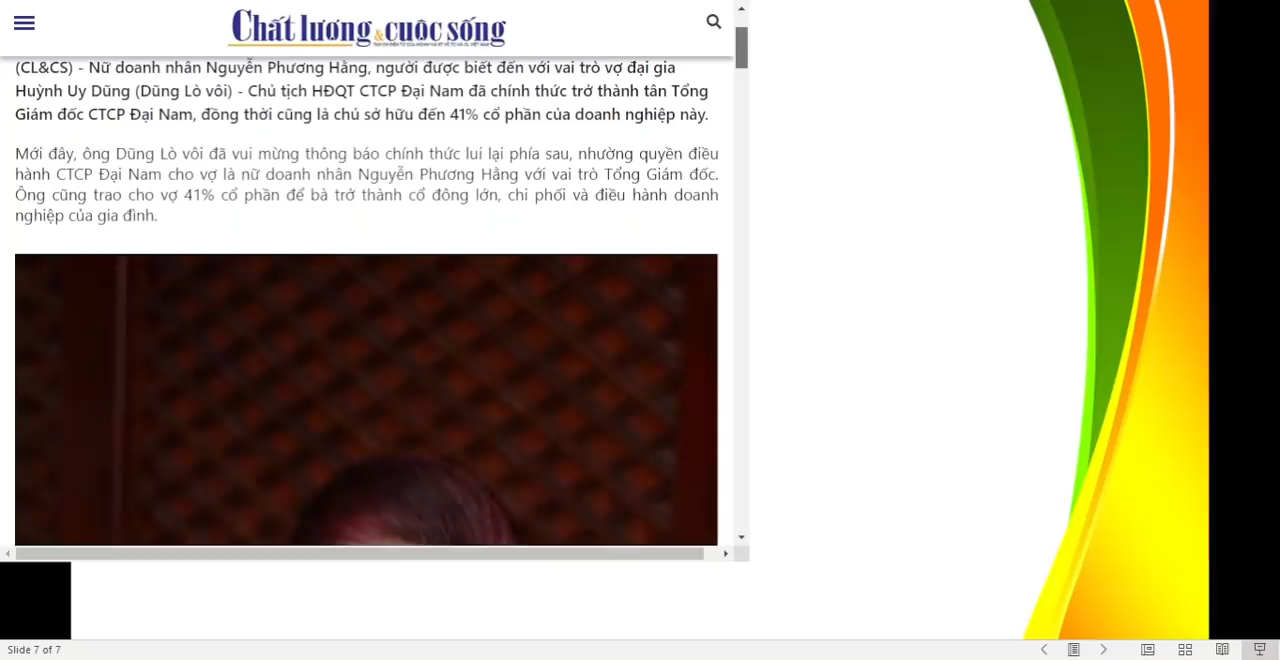 Chất lượng & cuộc sống
(CL&CS) - Nữ doanh nhân Nguyễn Phương Hằng, người được biết đến với vai trò vợ đại gia
Huỳnh Uy Dũng (Dũng Lò vôi) - Chủ tịch HĐQT CTCP Đại Nam đã chính thức trở thành tân Tổng
Giám đốc CTCP Đại Nam, đồng thời cũng là chủ sở hữu đến 41% cổ phần của doanh nghiệp này.
Mới đây, ông Dũng Lò vôi đã vui mừng thông báo chính thức lui lại phía sau, nhường quyền điều
hành CTCP Đại Nam cho vợ là nữ doanh nhân Nguyễn Phương Hằng với vai trò Tổng Giám đốc.
Ông cũng trao cho vợ 41% cổ phần để bà trở thành cổ đông lớn, chi phối và điều hành doanh
nghiệp của gia đình.
Slide 7 of 7